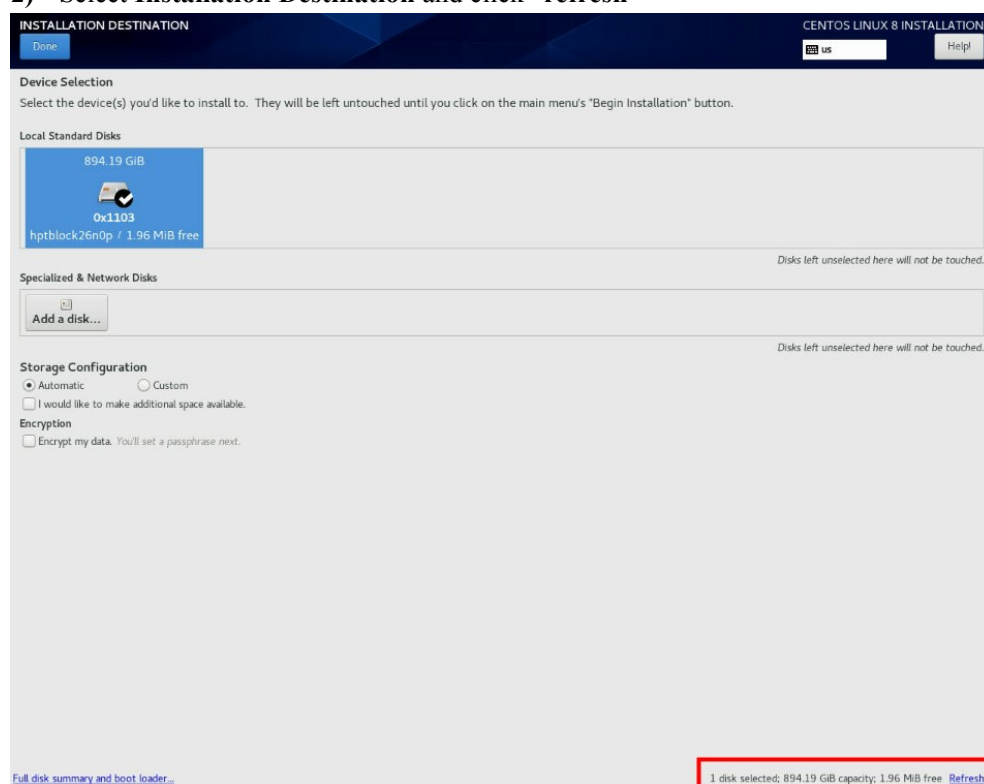 2) Select Installation Destination and click "refresh"
INSTALLATION DESTINATION
CENTOS LINUX 8 INSTALLATION
Done
us
Help!
Device Selection
Select the device(s) you'd like to install to. They will be left untouched until you click on the main menu's "Begin Installation" button.
Local Standard Disks
894.19 GiB
0x1103
hptblock26n0p / 1.96 MiB free
Disks left unselected here will not be touched.
Specialized & Network Disks
Add a disk...
Disks left unselected here will not be touched.
Storage Configuration
Automatic Custom
I would like to make additional space available.
Encryption
Encrypt my data. You'll set a passphrase next.
Full disk summary and boot loader...
1 disk selected; 894.19 GiB capacity; 1.96 MiB free Refresh